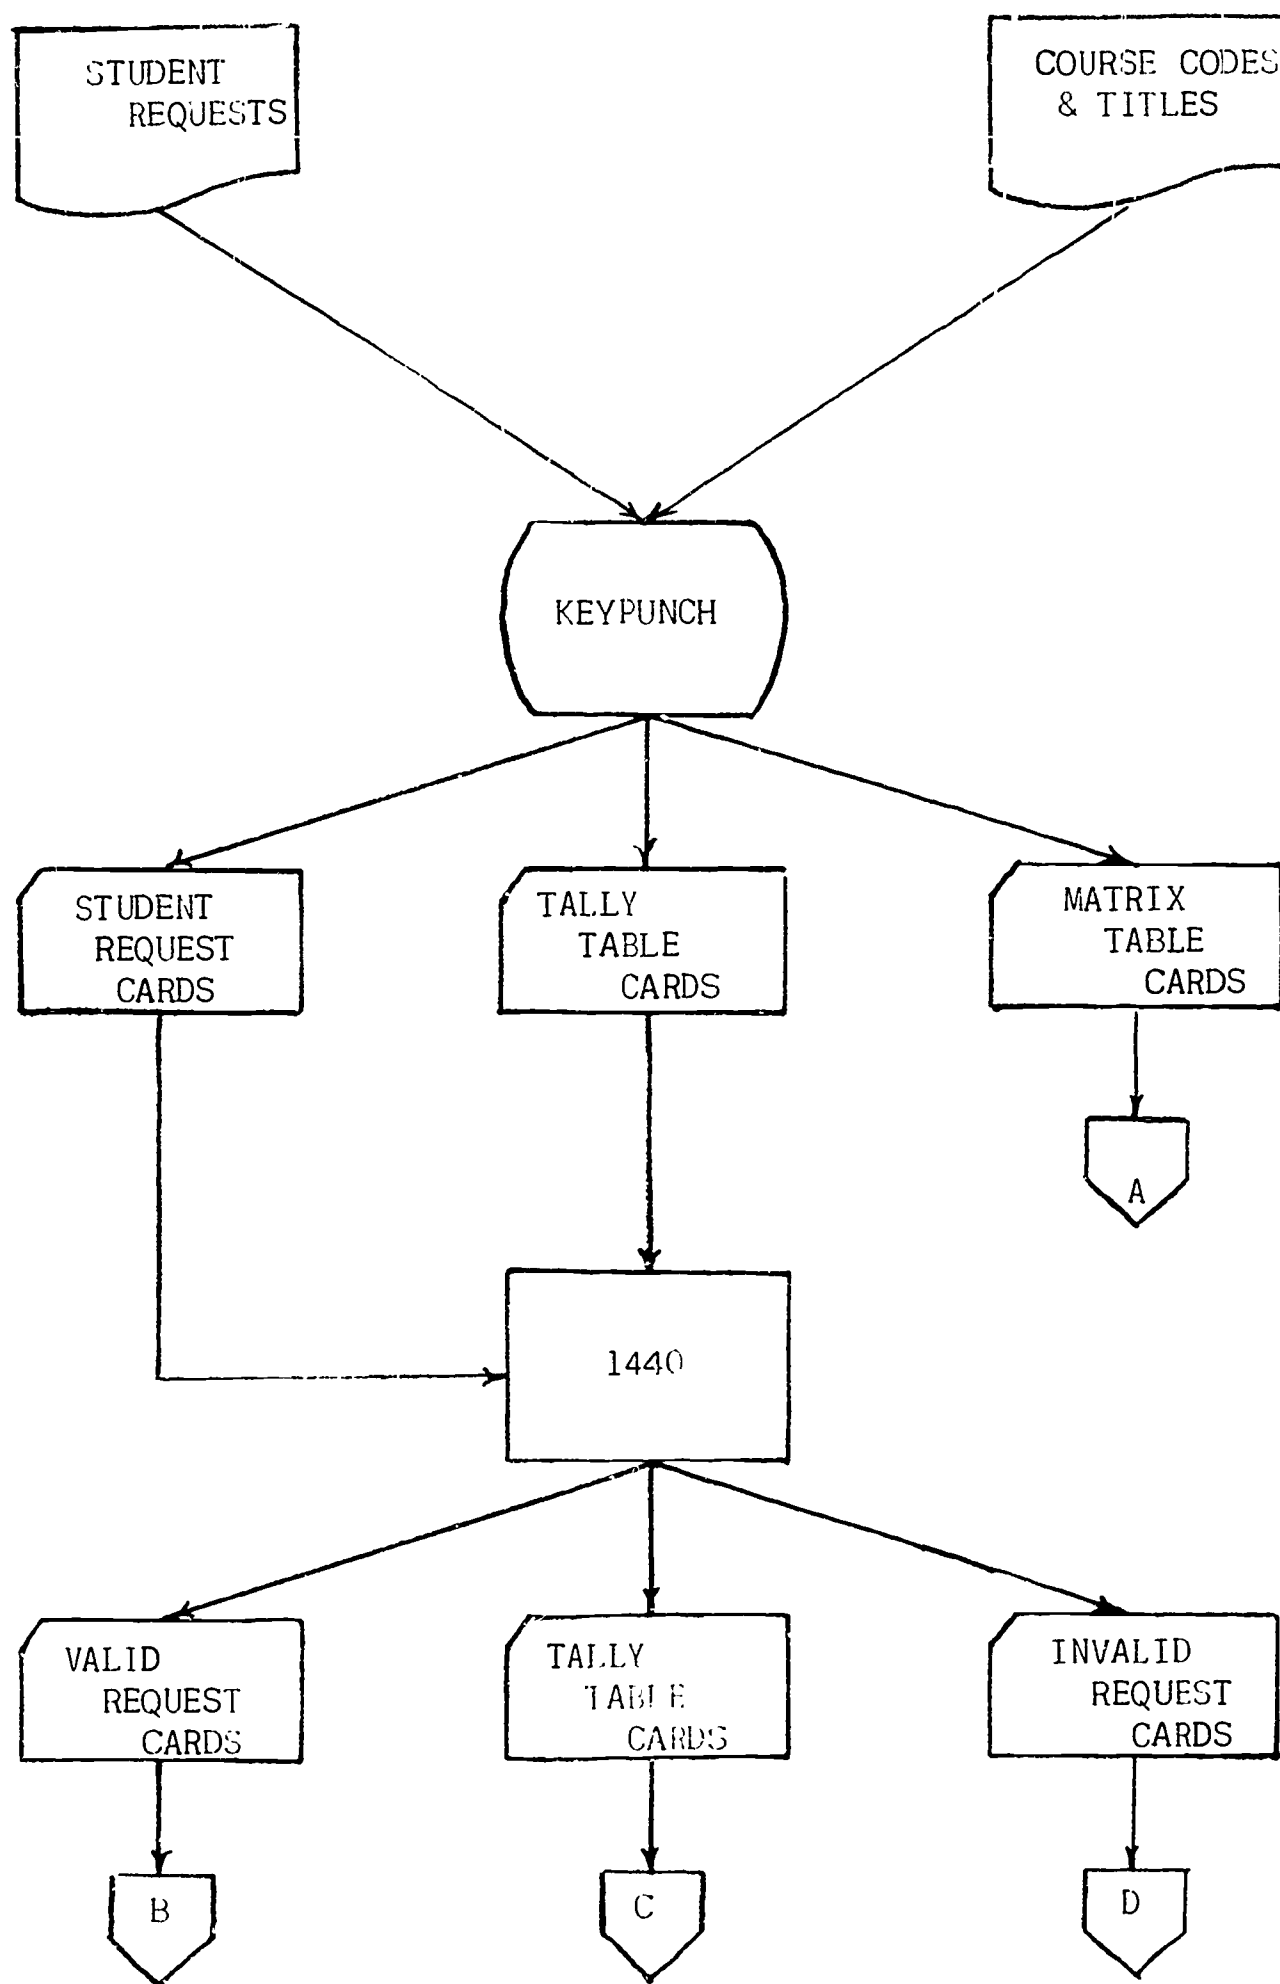 STUDENT
REQUESTS
COURSE CODES
& TITLES
KEYPUNCH
STUDENT
REQUEST
CARDS
TALLY
TABLE
CARDS
MATRIX
TABLE
CARDS
A
1440
VALID
REQUEST
CARDS
TALLY
TABLE
CARDS
INVALID
REQUEST
CARDS
B
C
D